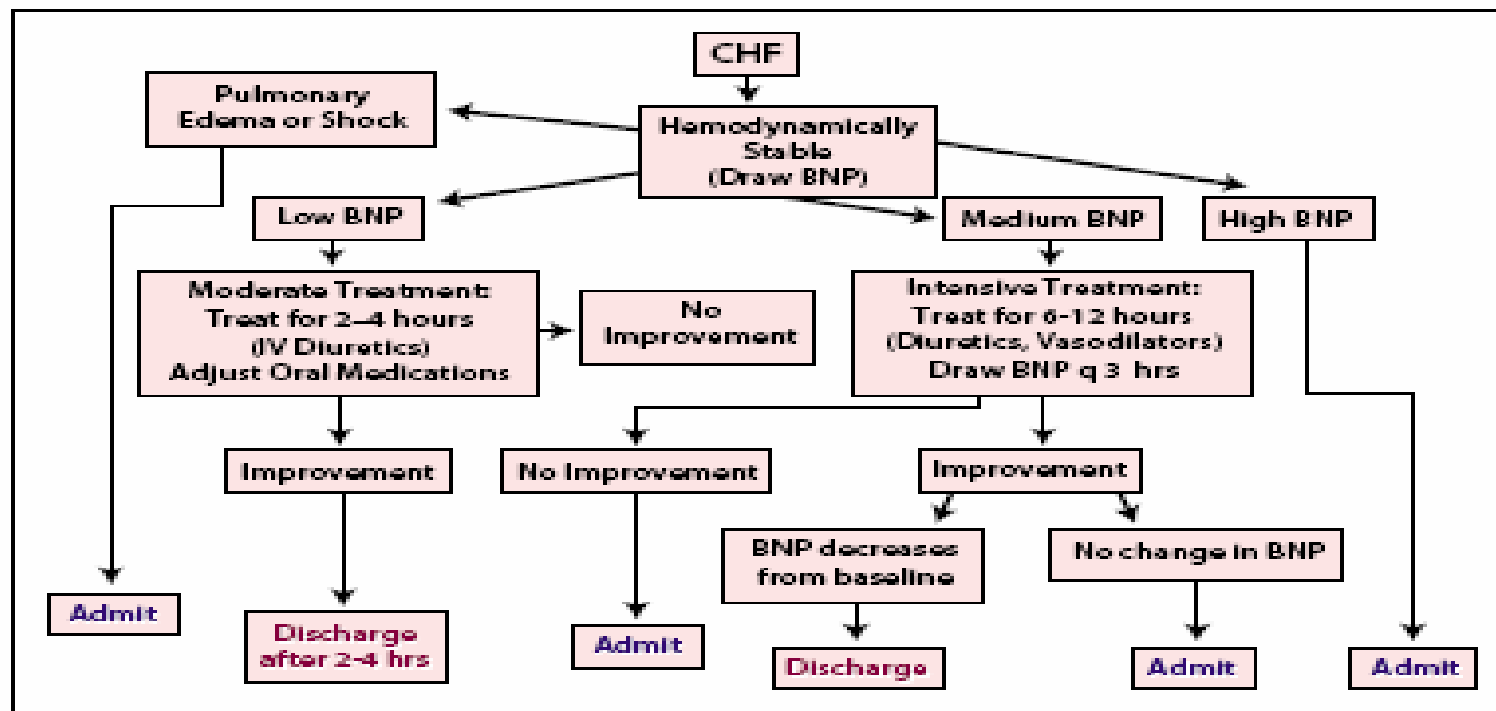 CHF
Pulmonary
Edema or Shock
Hemodynamically
Stable
(Draw BNP)
Low BNP
Medium BNP
High BNP
Moderate Treatment:
Treat for 2–4 hours
(IV Diuretics)
Adjust Oral Medications
No
Improvement
Intensive Treatment:
Treat for 6-12 hours
(Diuretics, Vasodilators)
Draw BNP q 3 hrs
Improvement
No Improvement
Improvement
BNP decreases
from baseline
No change in BNP
Admit
Discharge
after 2-4 hrs
Admit
Discharge
Admit
Admit